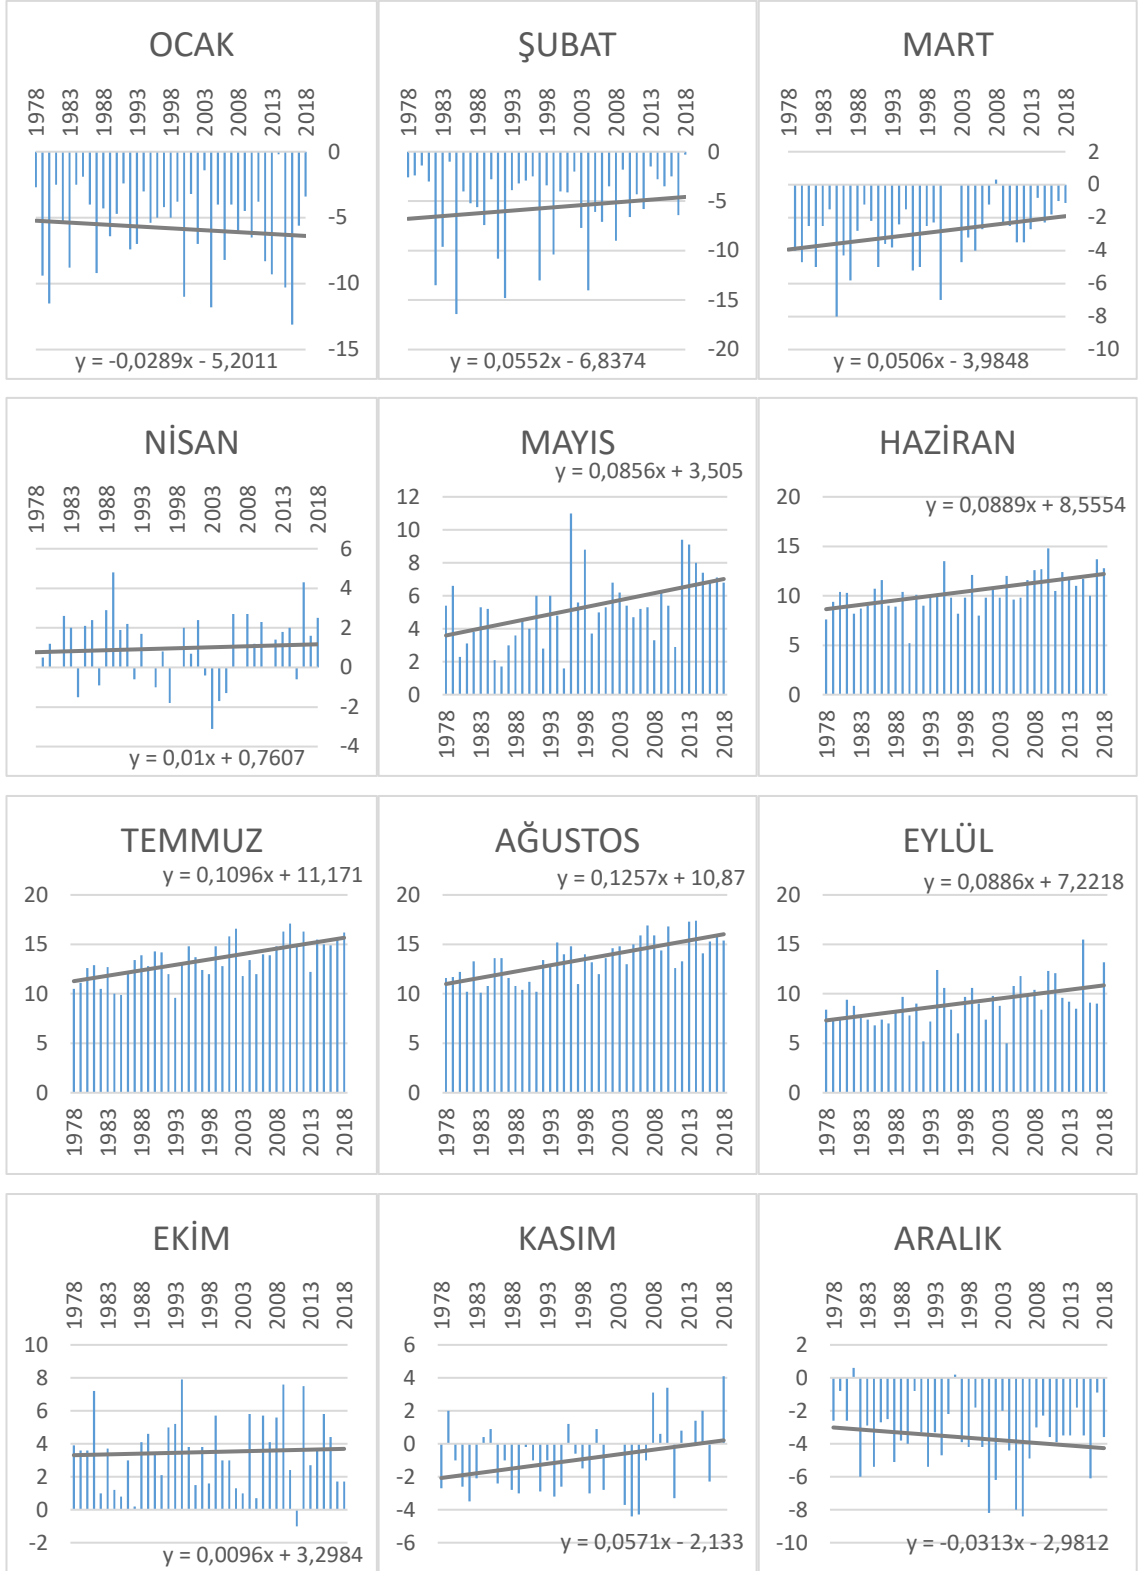 OCAK
1978 1983 1988 1993 1998 2003 2008 2013 2018
0
-5
-10
-15
y = -0,0289x - 5,2011
ŞUBAT
1978 1983 1988 1993 1998 2003 2008 2013 2018
0
-5
-10
-15
-20
y = 0,0552x - 6,8374
MART
1978 1983 1988 1993 1998 2003 2008 2013 2018
2
0
-2
-4
-6
-8
-10
y = 0,0506x - 3,9848
NİSAN
1978 1983 1988 1993 1998 2003 2008 2013 2018
6
4
2
0
-2
-4
y = 0,01x + 0,7607
MAYIS
y = 0,0856x + 3,505
12
10
8
6
4
2
0
1978 1983 1988 1993 1998 2003 2008 2013 2018
HAZİRAN
y = 0,0889x + 8,5554
20
15
10
5
0
1978 1983 1988 1993 1998 2003 2008 2013 2018
TEMMUZ
y = 0,1096x + 11,171
20
15
10
5
0
1978 1983 1988 1993 1998 2003 2008 2013 2018
AĞUSTOS
y = 0,1257x + 10,87
20
15
10
5
0
1978 1983 1988 1993 1998 2003 2008 2013 2018
EYLÜL
y = 0,0886x + 7,2218
20
15
10
5
0
1978 1983 1988 1993 1998 2003 2008 2013 2018
EKİM
1978 1983 1988 1993 1998 2003 2008 2013 2018
10
8
6
4
2
0
-2
y = 0,0096x + 3,2984
KASIM
1978 1983 1988 1993 1998 2003 2008 2013 2018
6
4
2
0
-2
-4
-6
y = 0,0571x - 2,133
ARALIK
1978 1983 1988 1993 1998 2003 2008 2013 2018
2
0
-2
-4
-6
-8
-10
y = -0,0313x - 2,9812